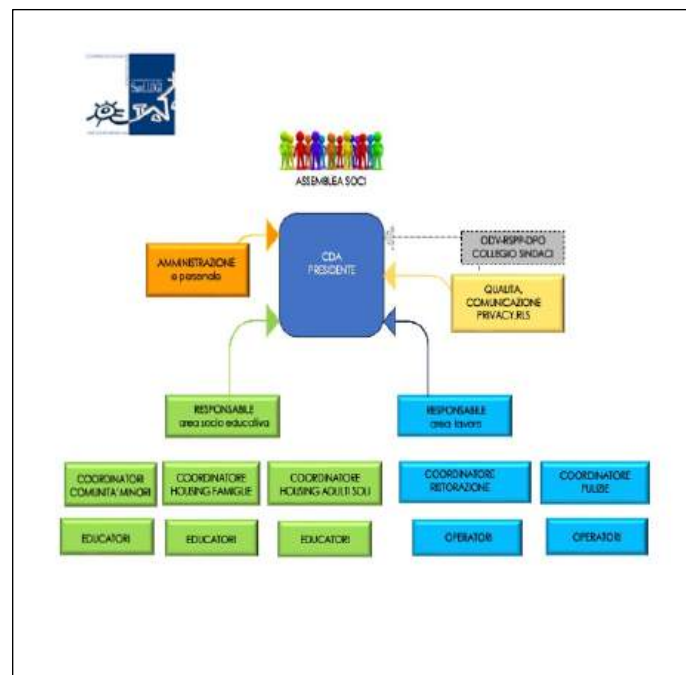 San LUIGI
ASSEMBLEA SOCI
CDA
PRESIDENTE
AMMINISTRAZIONE
e personale
ODV-RSPP-DPO
COLLEGIO SINDACI
QUALITA,
COMUNICAZIONE
PRIVACY.RLS
RESPONSABILE
area socio educativa
RESPONSABILE
area lavoro
COORDINATORI
COMUNITA' MINORI
COORDINATORE
HOUSING FAMIGLIE
COORDINATORE
HOUSING ADULTI SOLI
COORDINATORE
RISTORAZIONE
COORDINATORE
PULIZIE
EDUCATORI
EDUCATORI
EDUCATORI
OPERATORI
OPERATORI